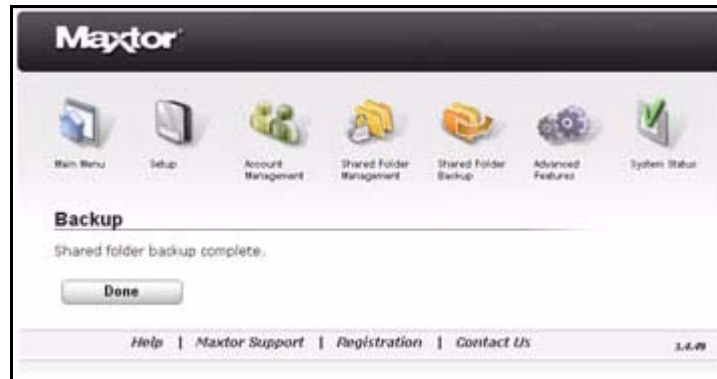 Maxtor
Main Menu
Setup
Account Management
Shared Folder Management
Shared Folder Backup
Advanced Features
System Status
Backup
Shared folder backup complete.
Done
Help | Maxtor Support | Registration | Contact Us